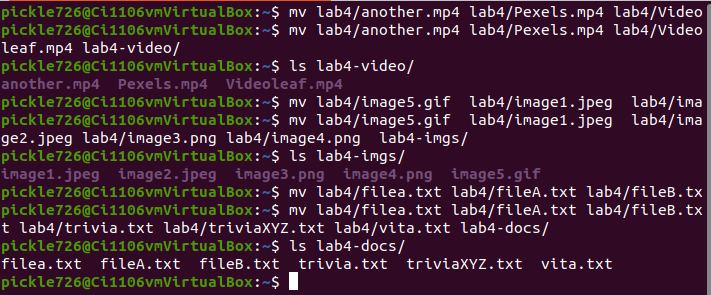 pickle726@Ci1106vmVirtualBox:~$ mv lab4/another.mp4 lab4/Pexels.mp4 lab4/Video
pickle726@Ci1106vmVirtualBox:~$ mv lab4/another.mp4 lab4/Pexels.mp4 lab4/Video
leaf.mp4 lab4-video/
pickle726@Ci1106vmVirtualBox:~$ ls lab4-video/
another.mp4  Pexels.mp4  Videoleaf.mp4
pickle726@Ci1106vmVirtualBox:~$ mv lab4/image5.gif lab4/image1.jpeg  lab4/ima
pickle726@Ci1106vmVirtualBox:~$ mv lab4/image5.gif lab4/image1.jpeg  lab4/ima
ge2.jpeg lab4/image3.png lab4/image4.png  lab4-imgs/
pickle726@Ci1106vmVirtualBox:~$ ls lab4-imgs/
image1.jpeg  image2.jpeg  image3.png  image4.png  image5.gif
pickle726@Ci1106vmVirtualBox:~$ mv lab4/filea.txt lab4/fileA.txt lab4/fileB.tx
pickle726@Ci1106vmVirtualBox:~$ mv lab4/filea.txt lab4/fileA.txt lab4/fileB.tx
t lab4/trivia.txt lab4/triviaXYZ.txt lab4/vita.txt lab4-docs/
pickle726@Ci1106vmVirtualBox:~$ ls lab4-docs/
filea.txt  fileA.txt  fileB.txt  trivia.txt  triviaXYZ.txt  vita.txt
pickle726@Ci1106vmVirtualBox:~$